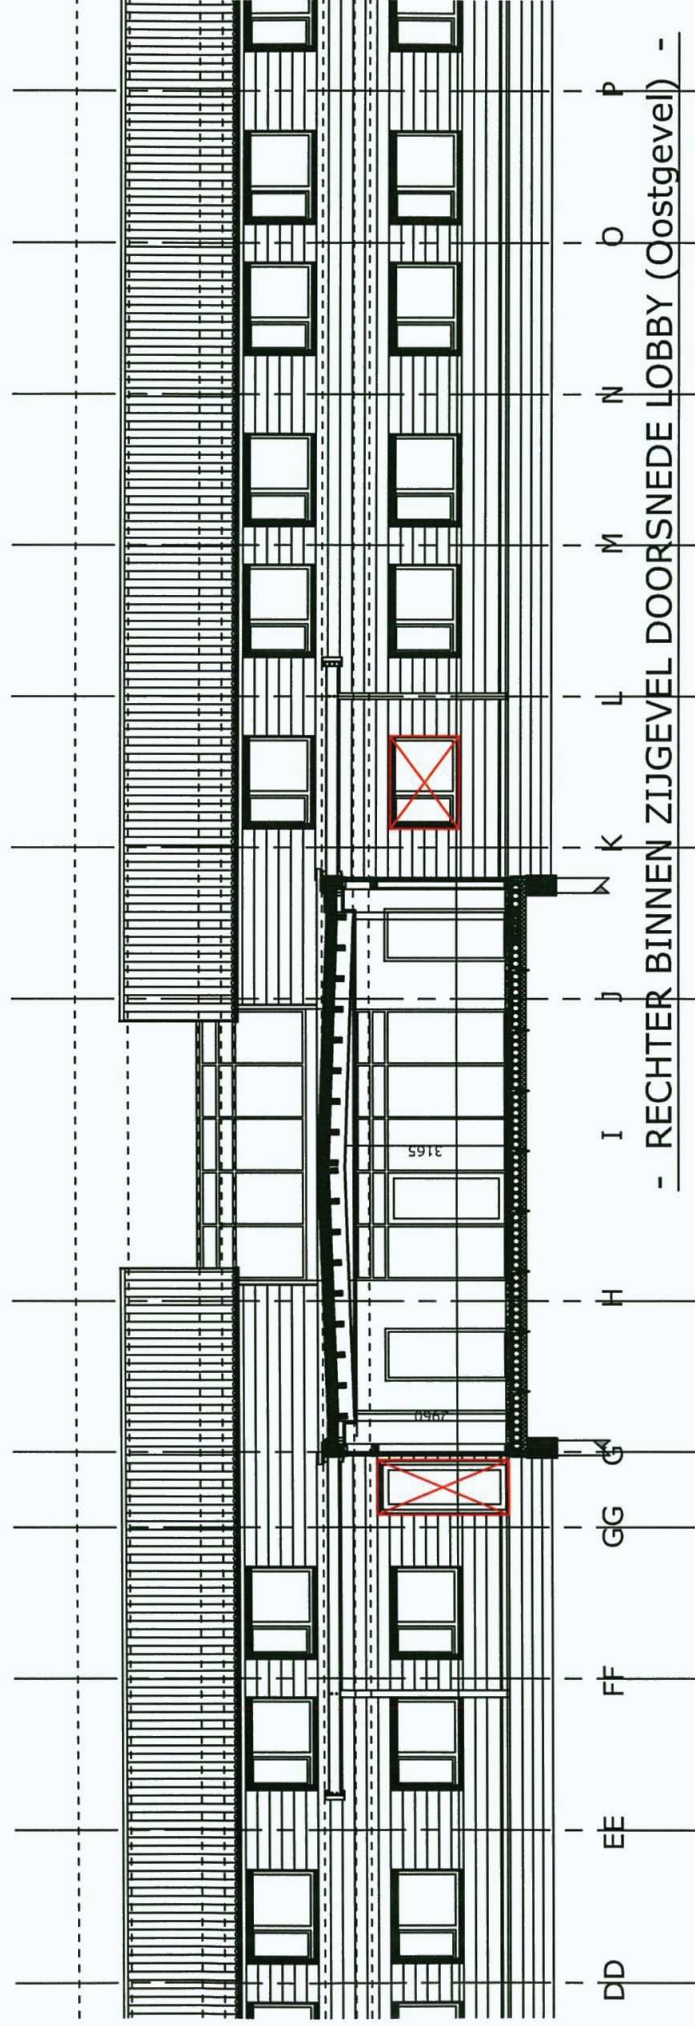 DD EE FF GG G H I J K L M N O P
2960
3165
- RECHTER BINNEN ZIJGEVEL DOORSNEDE LOBBY (Oostgevel) -